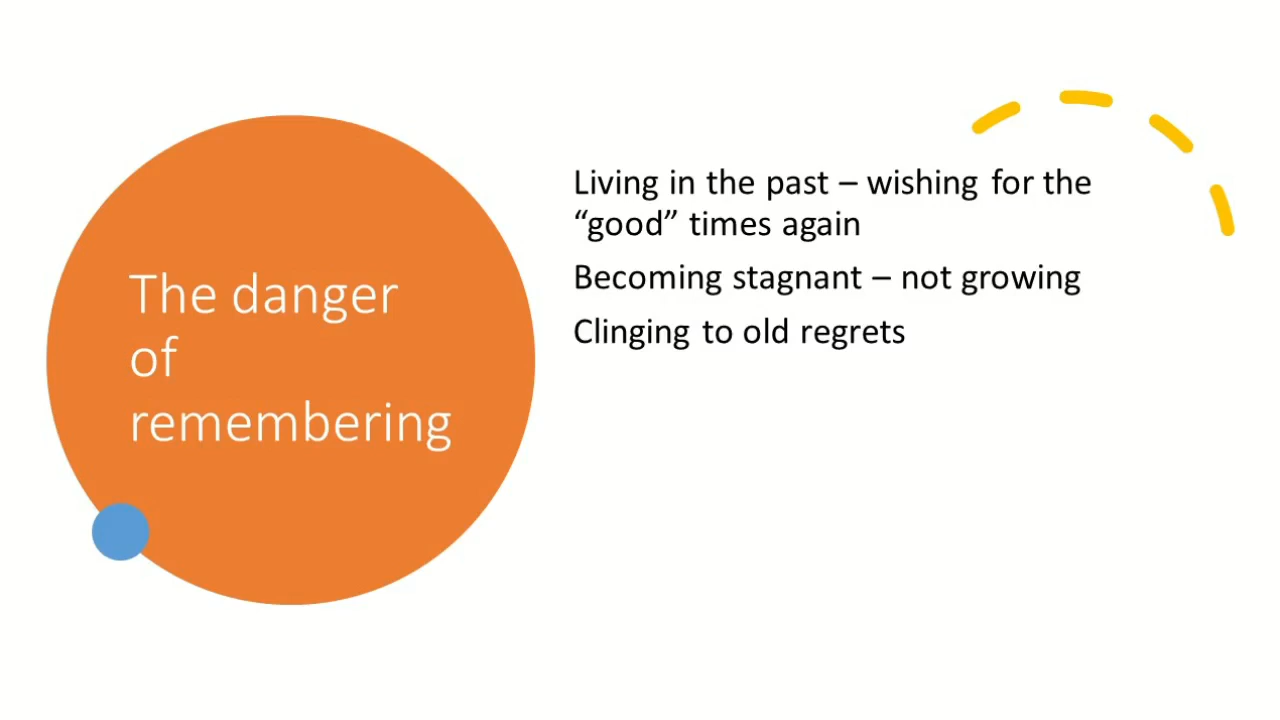 The danger
of
remembering
Living in the past – wishing for the
“good” times again
Becoming stagnant – not growing
Clinging to old regrets